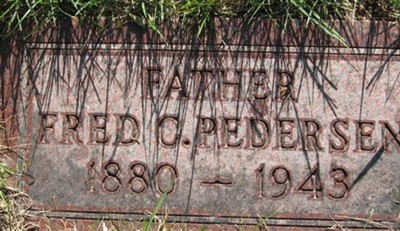 FATHER
FRED C. PEDERSEN
1880 – 1943